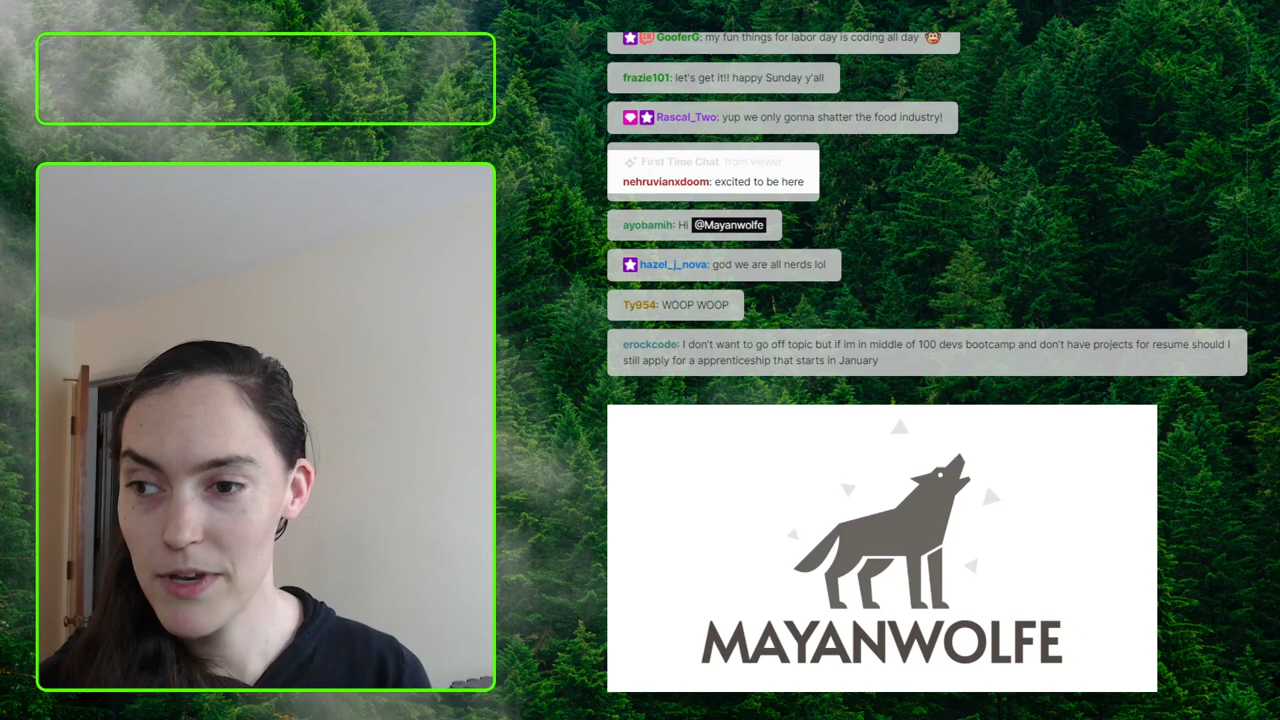 GooferG: my fun things for labor day is coding all day
frazie101: let's get it!! happy Sunday y'all
Rascal_Two: yup we only gonna shatter the food industry!
First Time Chat from viewer
nehruvianxdoom: excited to be here
ayobamih: Hi @Mayanwolfe
hazel_j_nova: god we are all nerds lol
Ty954: WOOP WOOP
erockcode: I don't want to go off topic but if im in middle of 100 devs bootcamp and don't have projects for resume should I
still apply for a apprenticeship that starts in January
MAYANWOLFE